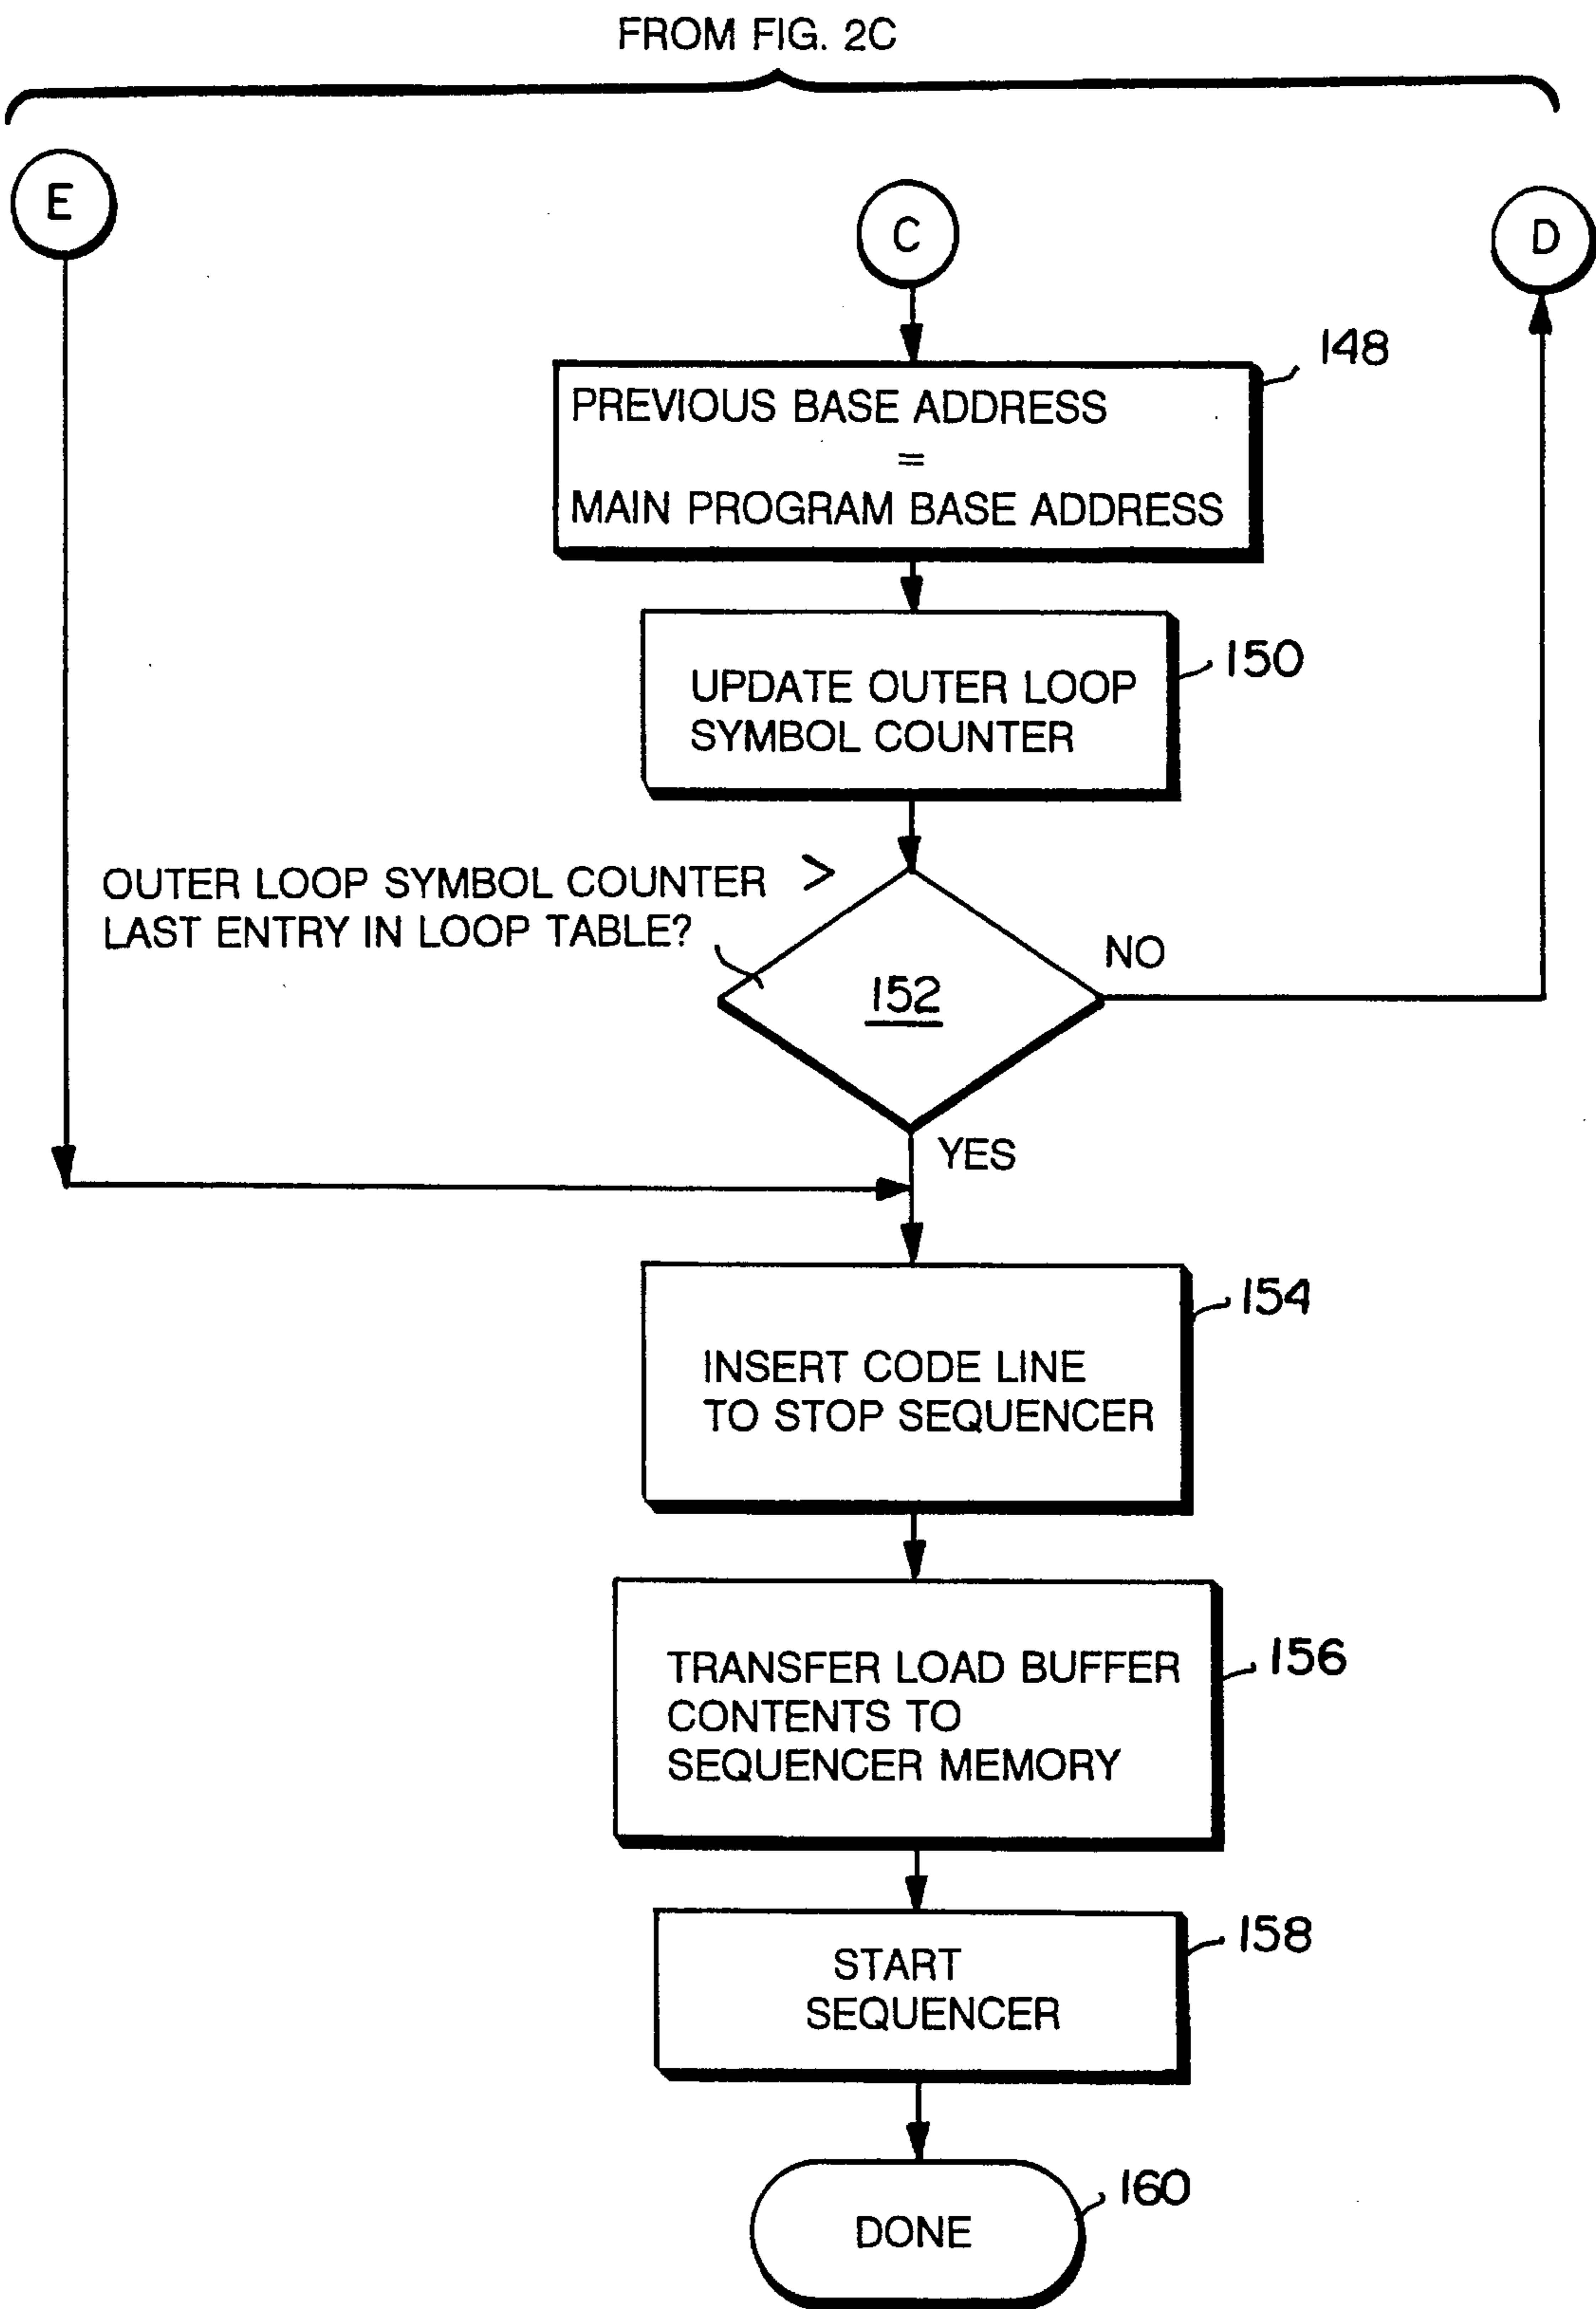 FROM FIG. 2C
E
C
D
148
PREVIOUS BASE ADDRESS
=
MAIN PROGRAM BASE ADDRESS
150
UPDATE OUTER LOOP
SYMBOL COUNTER
OUTER LOOP SYMBOL COUNTER >
LAST ENTRY IN LOOP TABLE?
NO
152
YES
154
INSERT CODE LINE
TO STOP SEQUENCER
156
TRANSFER LOAD BUFFER
CONTENTS TO
SEQUENCER MEMORY
158
START
SEQUENCER
160
DONE